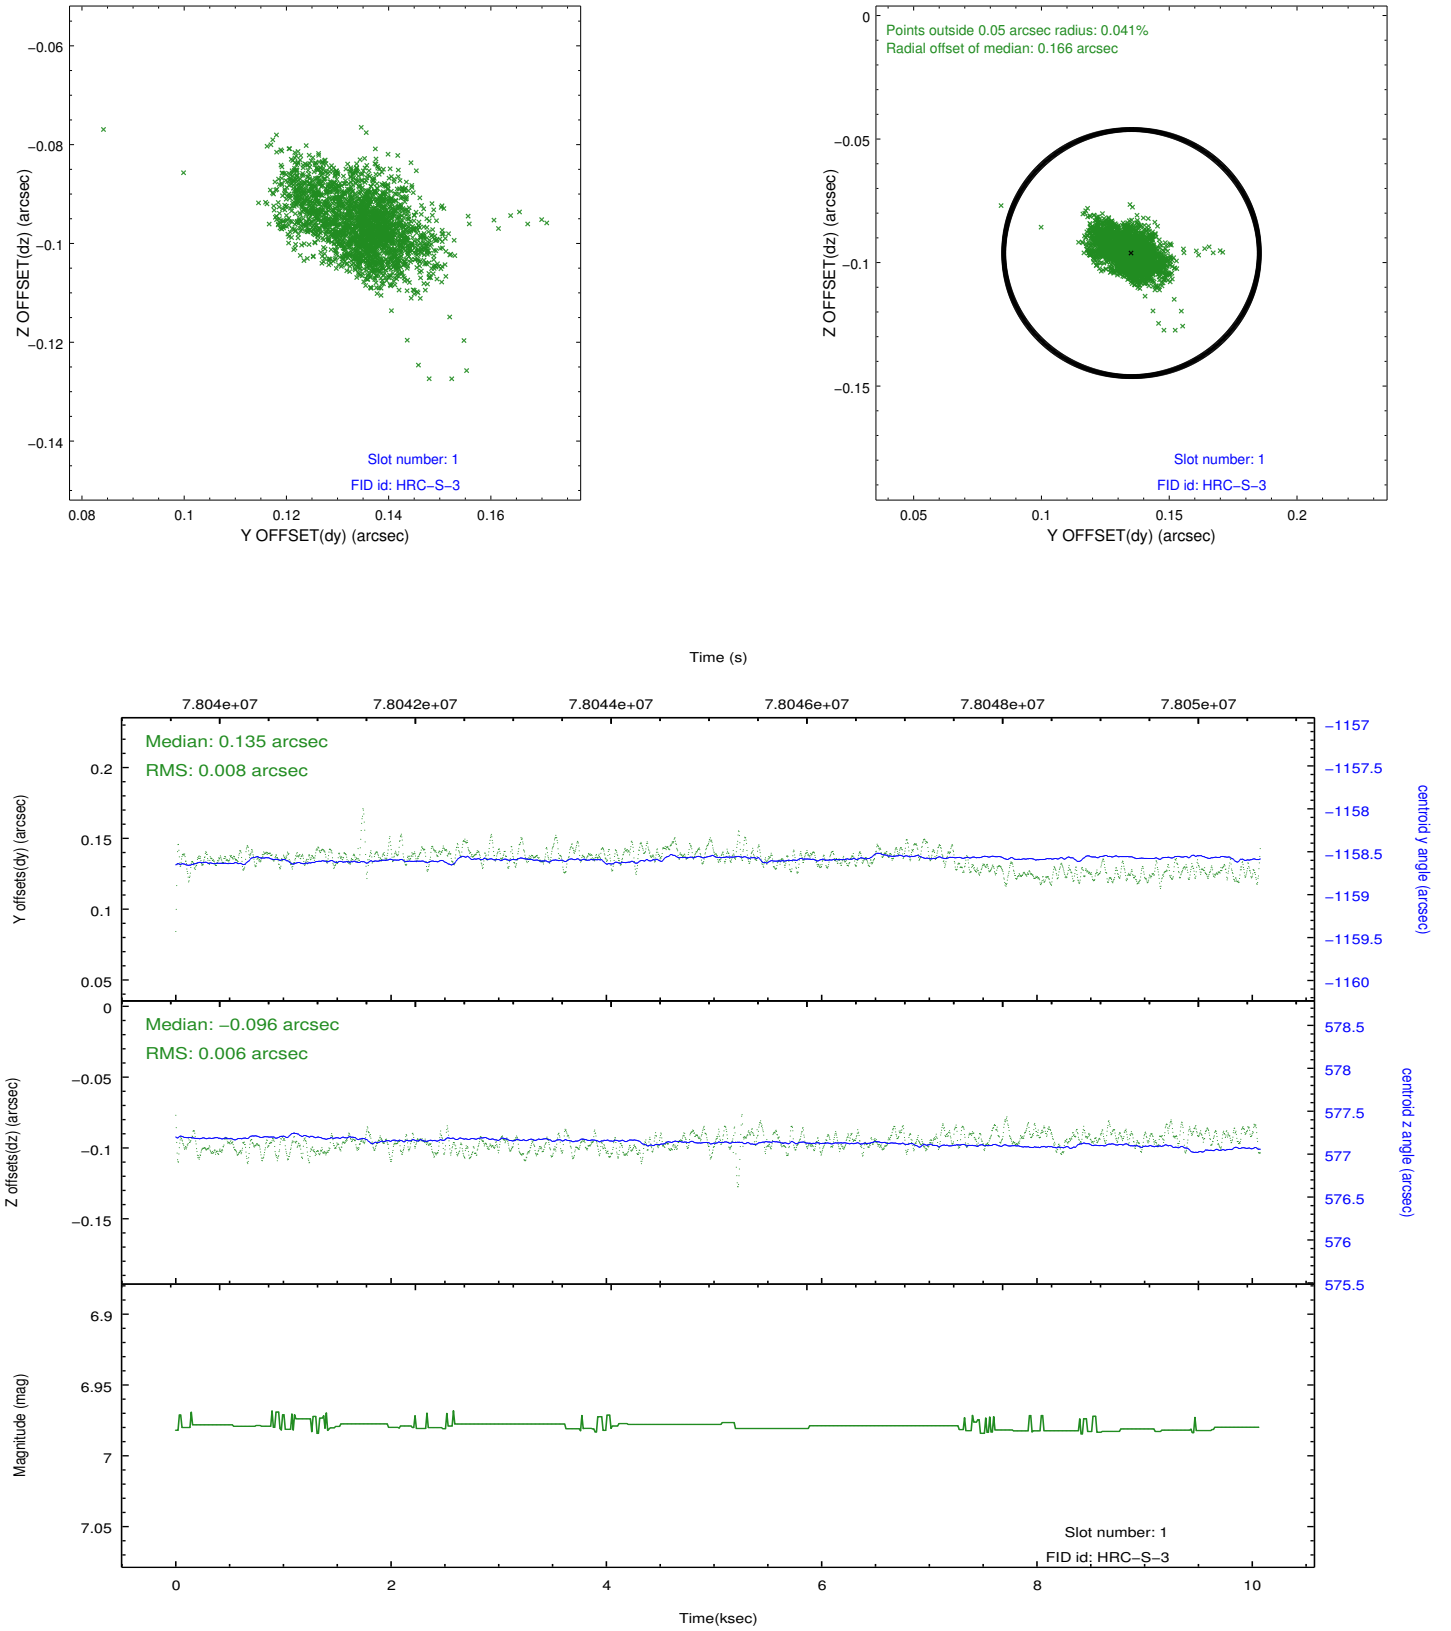 −0.06
−0.08
−0.1
−0.12
−0.14
Z OFFSET(dz) (arcsec)
Slot number: 1
FID id: HRC−S−3
0.08 0.1 0.12 0.14 0.16
Y OFFSET(dy) (arcsec)
Points outside 0.05 arcsec radius: 0.041%
Radial offset of median: 0.166 arcsec
0
−0.05
−0.1
−0.15
Z OFFSET(dz) (arcsec)
Slot number: 1
FID id: HRC−S−3
0.05 0.1 0.15 0.2
Y OFFSET(dy) (arcsec)
Time (s)
7.804e+07 7.8042e+07 7.8044e+07 7.8046e+07 7.8048e+07 7.805e+07
Median: 0.135 arcsec
RMS: 0.008 arcsec
0.2
0.15
0.1
0.05
Y offsets(dy) (arcsec)
−1157
−1157.5
−1158
−1158.5
−1159
−1159.5
−1160
centroid y angle (arcsec)
Median: −0.096 arcsec
RMS: 0.006 arcsec
0
−0.05
−0.1
−0.15
Z offsets(dz) (arcsec)
578.5
578
577.5
577
576.5
576
575.5
centroid z angle (arcsec)
6.9
6.95
7
7.05
Magnitude (mag)
Slot number: 1
FID id: HRC−S−3
0 2 4 6 8 10
Time(ksec)